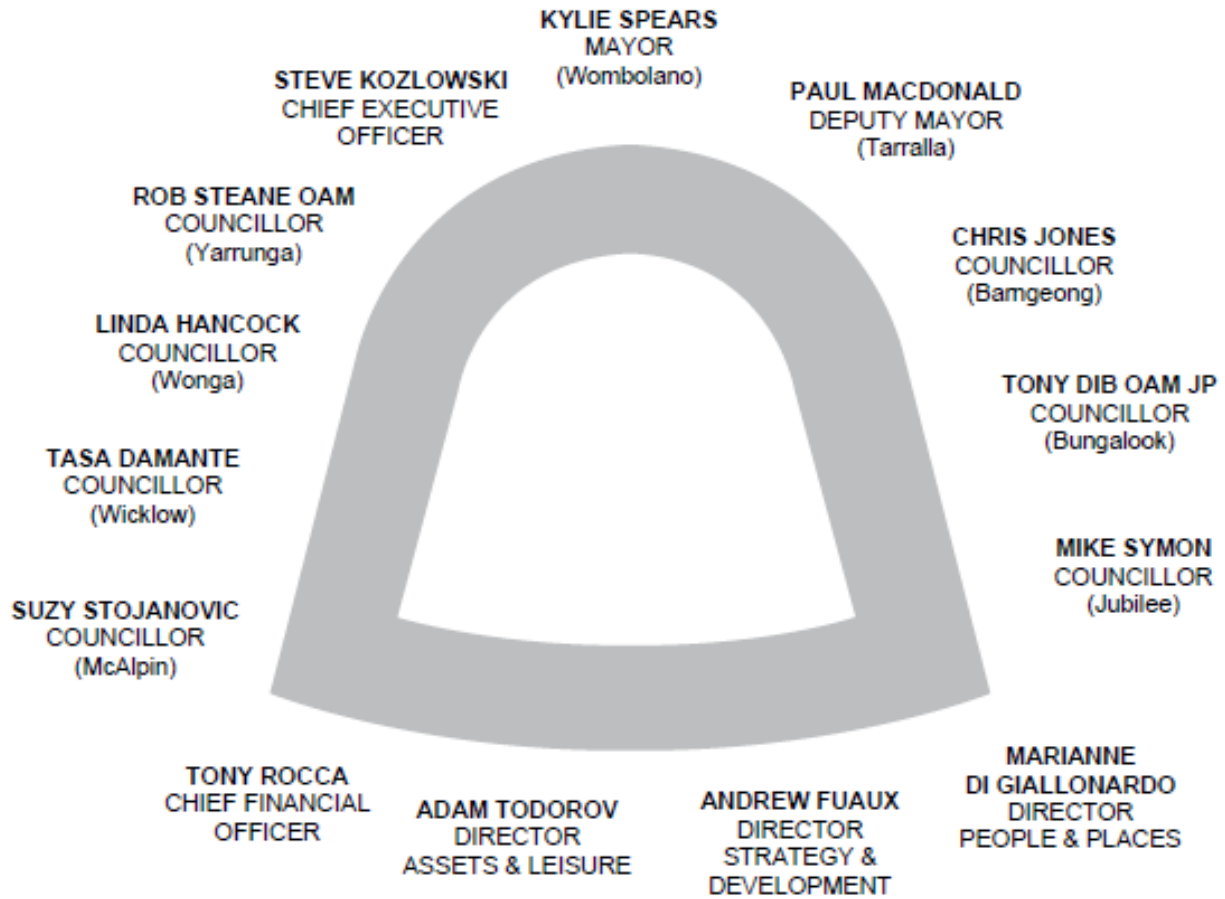 KYLIE SPEARS
MAYOR
(Wombolano)
STEVE KOZLOWSKI
CHIEF EXECUTIVE
OFFICER
PAUL MACDONALD
DEPUTY MAYOR
(Tarralla)
ROB STEANE OAM
COUNCILLOR
(Yarrunga)
CHRIS JONES
COUNCILLOR
(Barngeong)
LINDA HANCOCK
COUNCILLOR
(Wonga)
TONY DIB OAM JP
COUNCILLOR
(Bungalook)
TASA DAMANTE
COUNCILLOR
(Wicklow)
MIKE SYMON
COUNCILLOR
(Jubilee)
SUZY STOJANOVIC
COUNCILLOR
(McAlpin)
TONY ROCCA
CHIEF FINANCIAL
OFFICER
ADAM TODOROV
DIRECTOR
ASSETS & LEISURE
ANDREW FUAUX
DIRECTOR
STRATEGY &
DEVELOPMENT
MARIANNE
DI GIALLONARDO
DIRECTOR
PEOPLE & PLACES